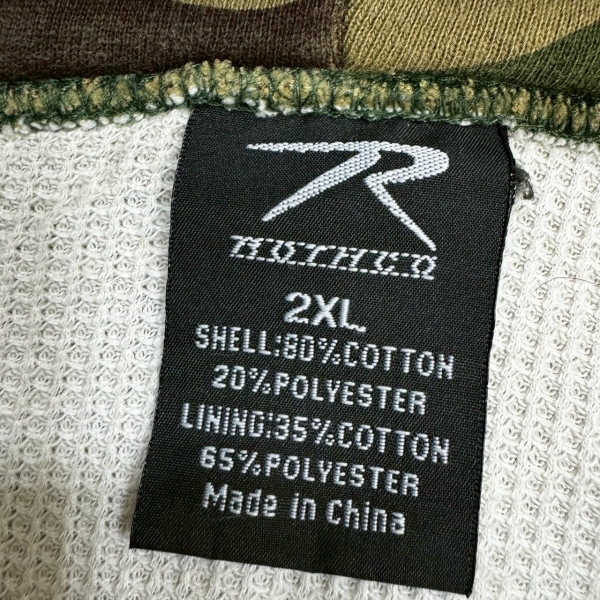 R
ROTHCO
2XL
SHELL:80%COTTON
20%POLYESTER
LINING:35%COTTON
65%POLYESTER
Made in China